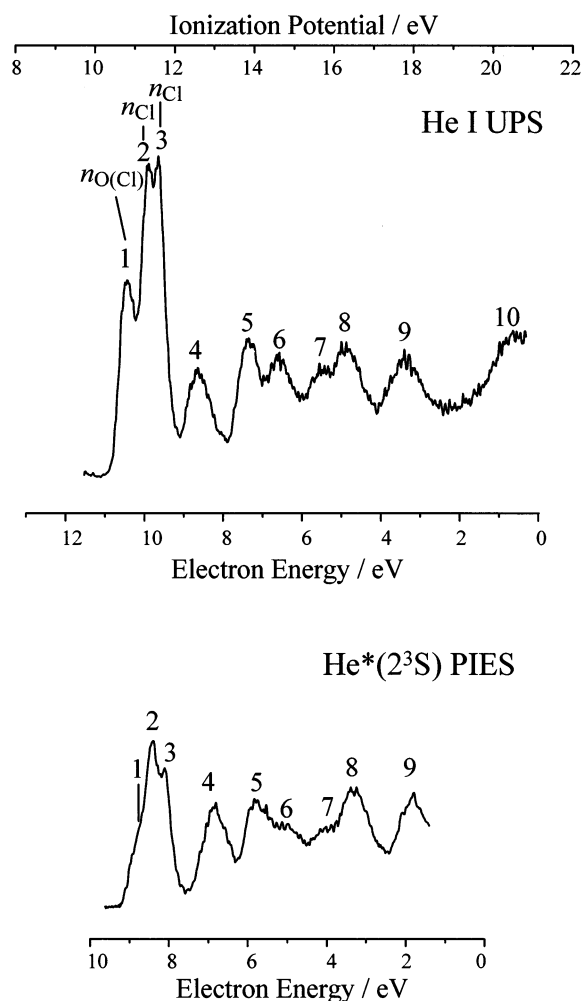 Ionization Potential / eV
8 10 12 14 16 18 20 22
nCl
nCl
He I UPS
2 3
nO(Cl)
1
5 8 10
4 6 7 9
12 10 8 6 4 2 0
Electron Energy / eV
He*(2³S) PIES
2
1 3
4 5 6 7 8 9
10 8 6 4 2 0
Electron Energy / eV